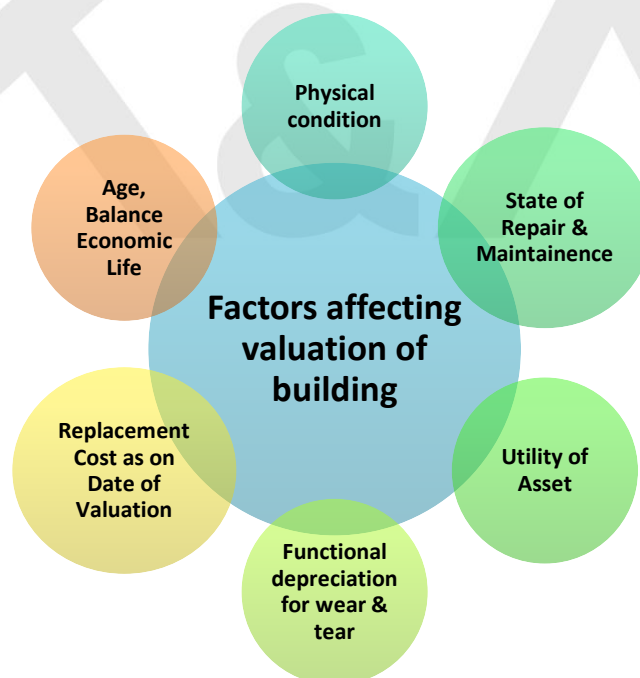 Physical
condition
State of
Repair &
Maintainence
Utility of
Asset
Functional
depreciation
for wear &
tear
Replacement
Cost as on
Date of
Valuation
Age,
Balance
Economic
Life
Factors affecting
valuation of
building